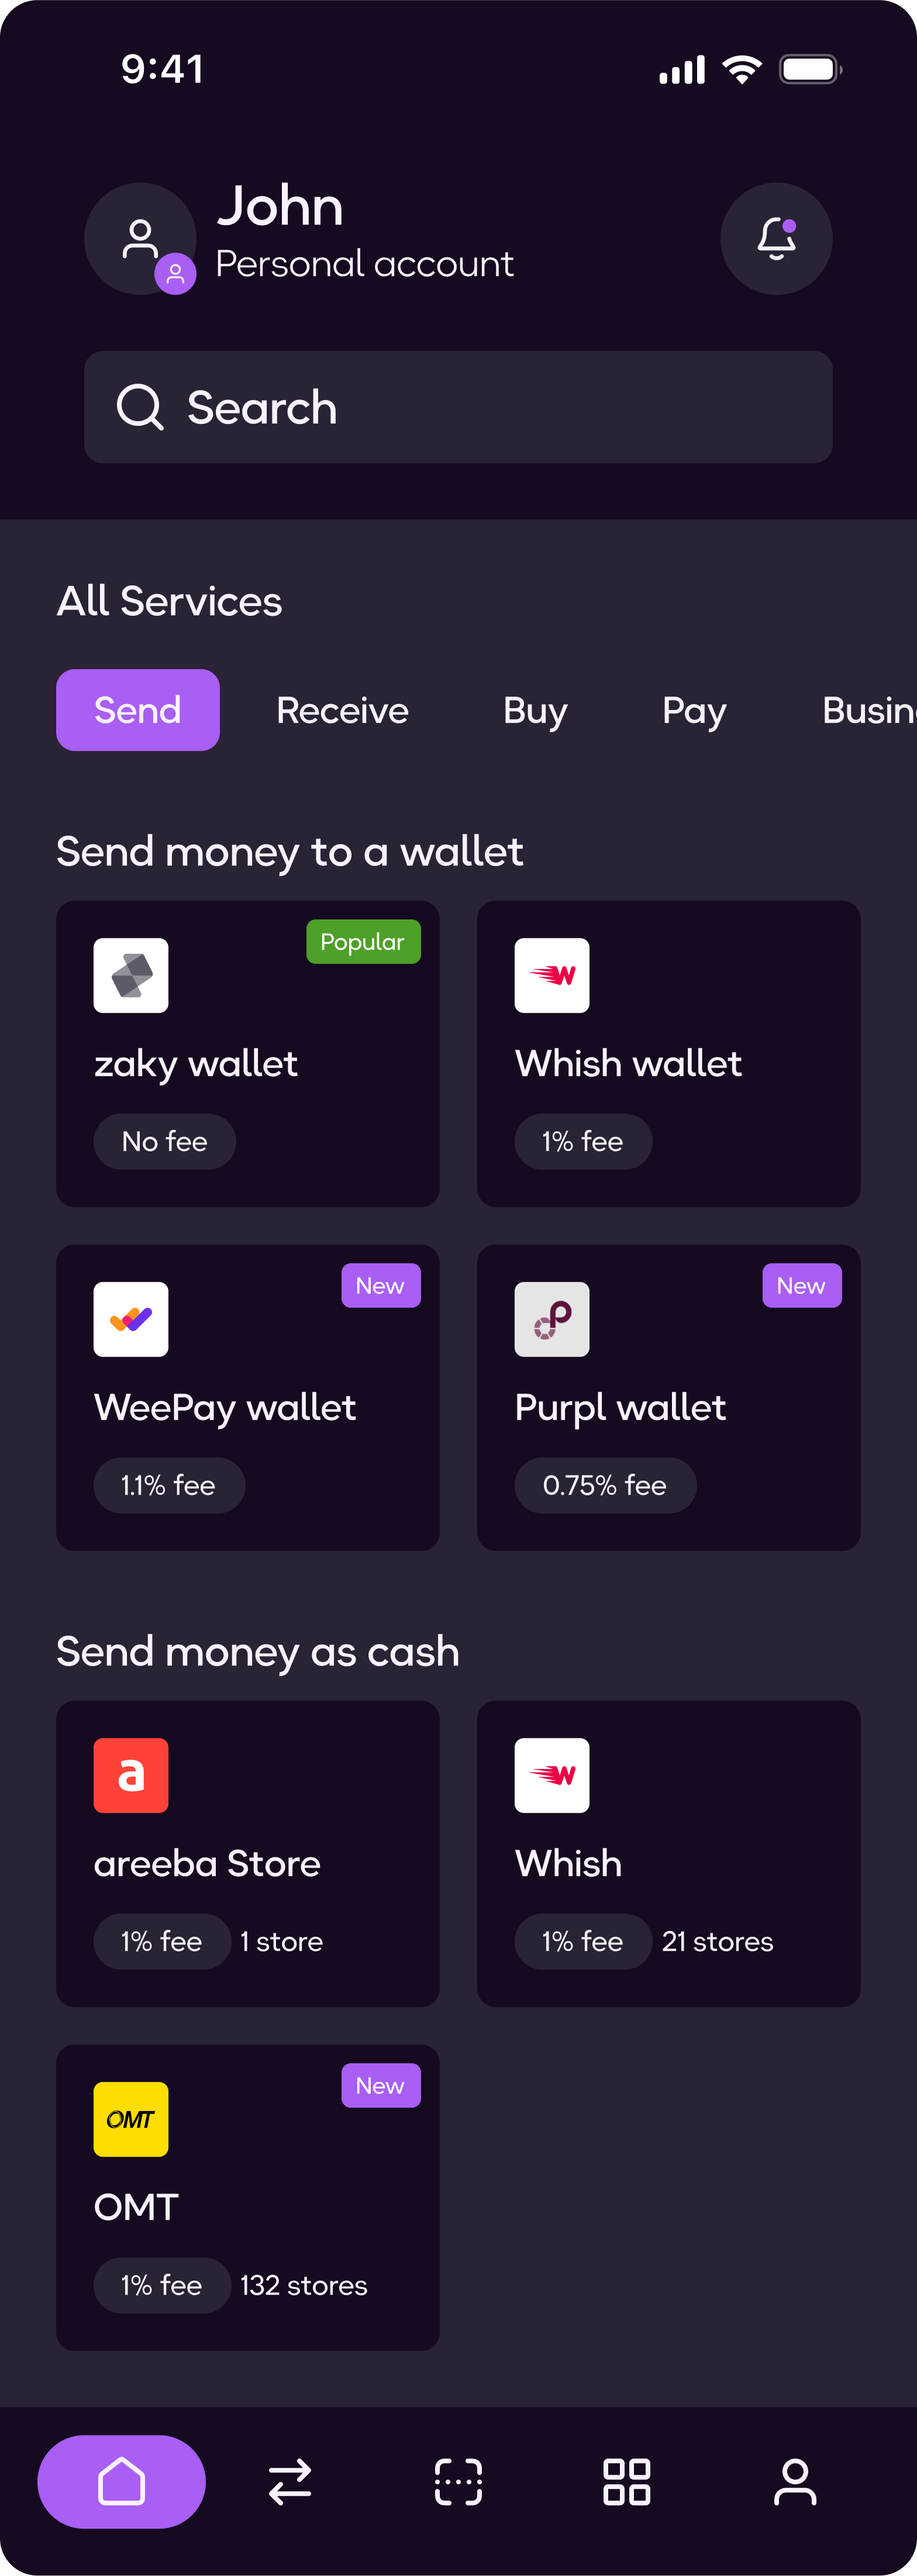 9:41
John
Personal account
Search
All Services
Send Receive Buy Pay Busin
Send money to a wallet
Popular
zaky wallet
No fee
W
Whish wallet
1% fee
New
WeePay wallet
1.1% fee
New
Purpl wallet
0.75% fee
Send money as cash
a
areeba Store
1% fee 1 store
W
Whish
1% fee 21 stores
New
OMT
OMT
1% fee 132 stores